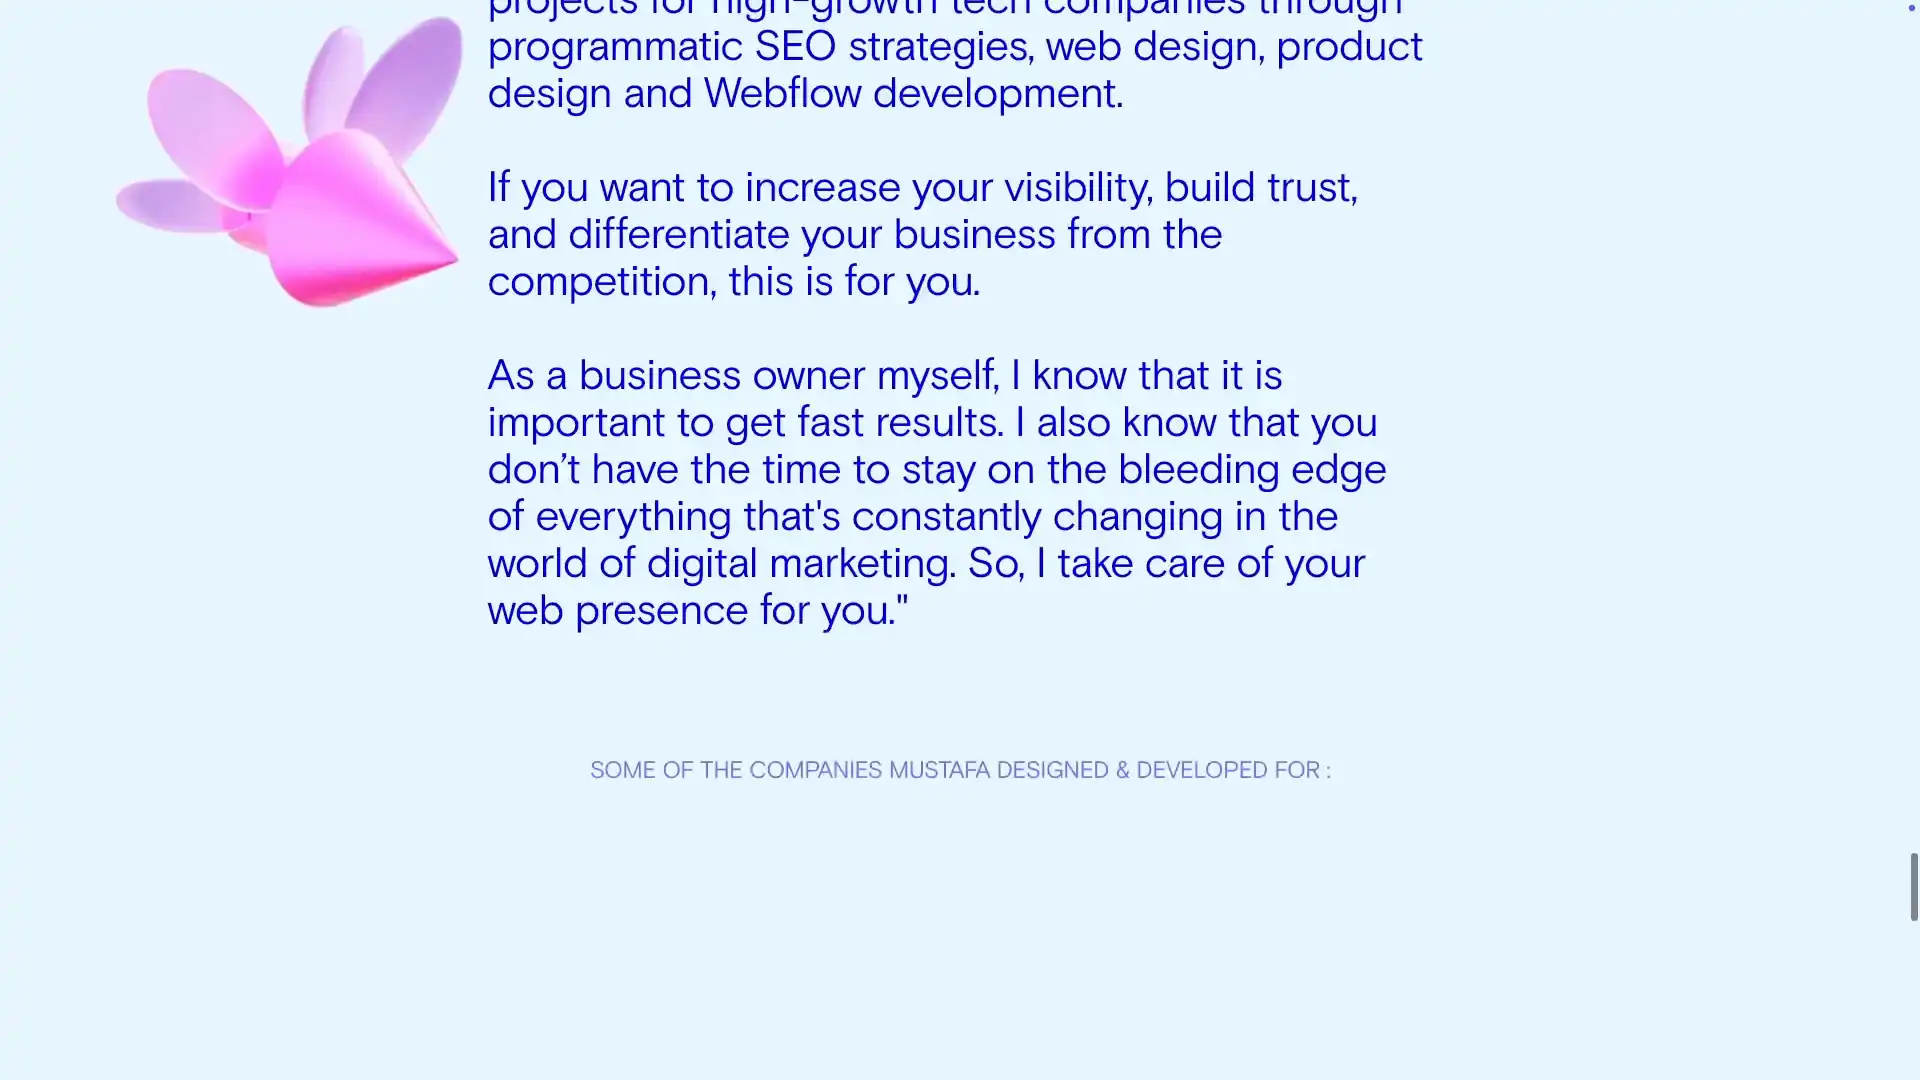 projects for high-growth tech companies through
programmatic SEO strategies, web design, product
design and Webflow development.
If you want to increase your visibility, build trust,
and differentiate your business from the
competition, this is for you.
As a business owner myself, I know that it is
important to get fast results. I also know that you
don’t have the time to stay on the bleeding edge
of everything that's constantly changing in the
world of digital marketing. So, I take care of your
web presence for you."
SOME OF THE COMPANIES MUSTAFA DESIGNED & DEVELOPED FOR :